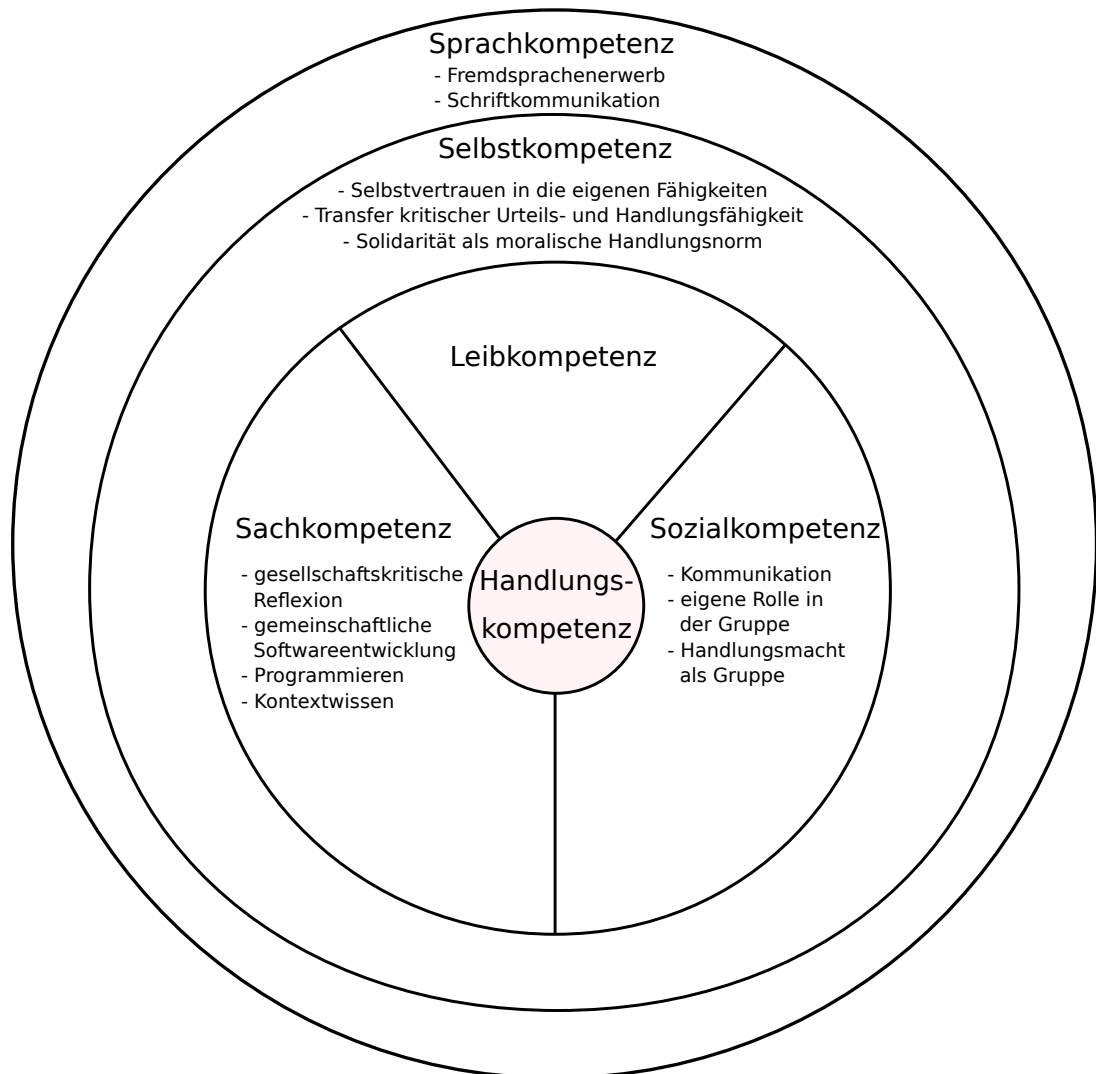 Sprachkompetenz
- Fremdsprachenerwerb
- Schriftkommunikation
Selbstkompetenz
- Selbstvertrauen in die eigenen Fähigkeiten
- Transfer kritischer Urteils- und Handlungsfähigkeit
- Solidarität als moralische Handlungsnorm
Leibkompetenz
Sachkompetenz
- gesellschaftskritische
Reflexion
- gemeinschaftliche
Softwareentwicklung
- Programmieren
- Kontextwissen
Handlungs-
kompetenz
Sozialkompetenz
- Kommunikation
- eigene Rolle in
der Gruppe
- Handlungsmacht
als Gruppe